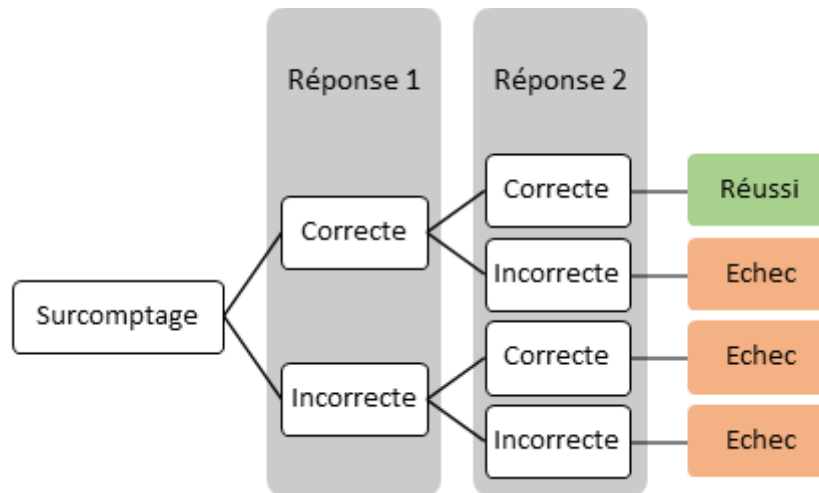 Réponse 1
Réponse 2
Correcte
Réussi
Correcte
Incorrecte
Echec
Surcomptage
Correcte
Echec
Incorrecte
Incorrecte
Echec